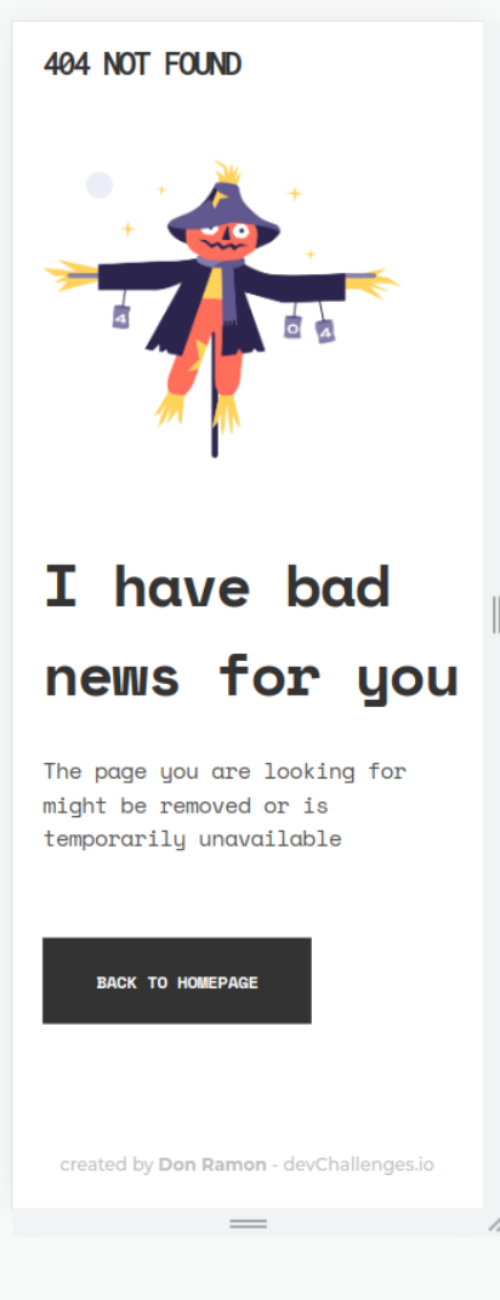 404 NOT FOUND
4
0
4
I have bad
news for you
The page you are looking for
might be removed or is
temporarily unavailable
BACK TO HOMEPAGE
created by Don Ramon - devChallenges.io